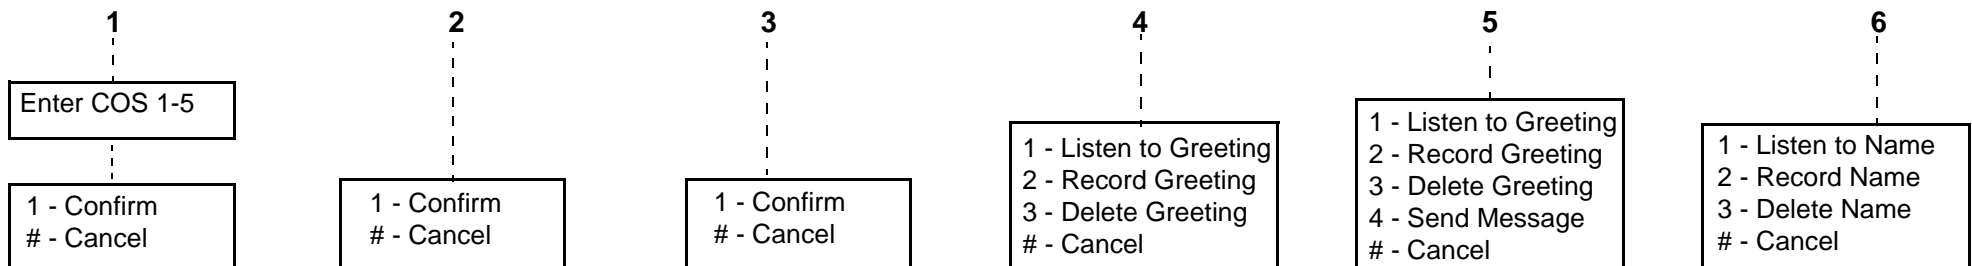 1
Enter COS 1-5
1 - Confirm
# - Cancel
2
1 - Confirm
# - Cancel
3
1 - Confirm
# - Cancel
4
1 - Listen to Greeting
2 - Record Greeting
3 - Delete Greeting
# - Cancel
5
1 - Listen to Greeting
2 - Record Greeting
3 - Delete Greeting
4 - Send Message
# - Cancel
6
1 - Listen to Name
2 - Record Name
3 - Delete Name
# - Cancel